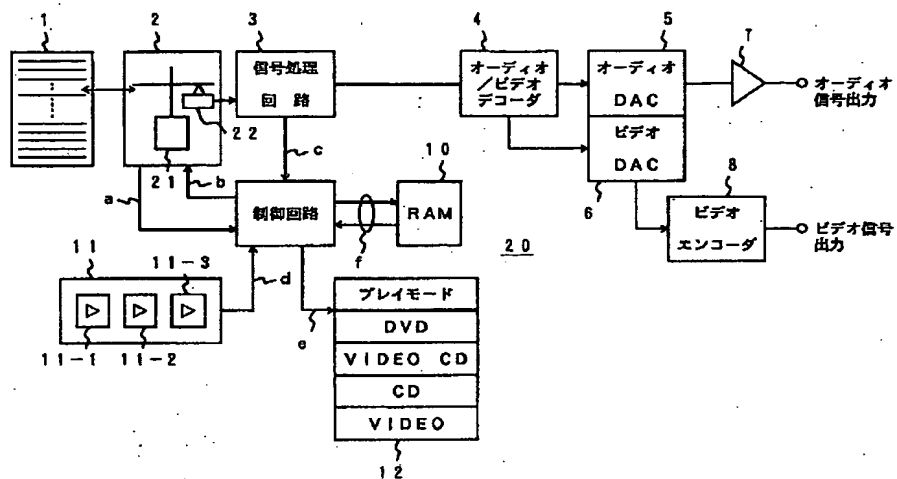 1
2
3
4
5
7
信号処理
回路
オーディオ
/ビデオ
デコーダ
オーディオ
DAC
ビデオ
DAC
オーディオ
信号出力
22
21
a
b
c
10
6
8
制御回路
RAM
f
20
ビデオ
エンコーダ
ビデオ信号
出力
11
11-3
d
e
11-1
11-2
プレイモード
DVD
VIDEO CD
CD
VIDEO
12